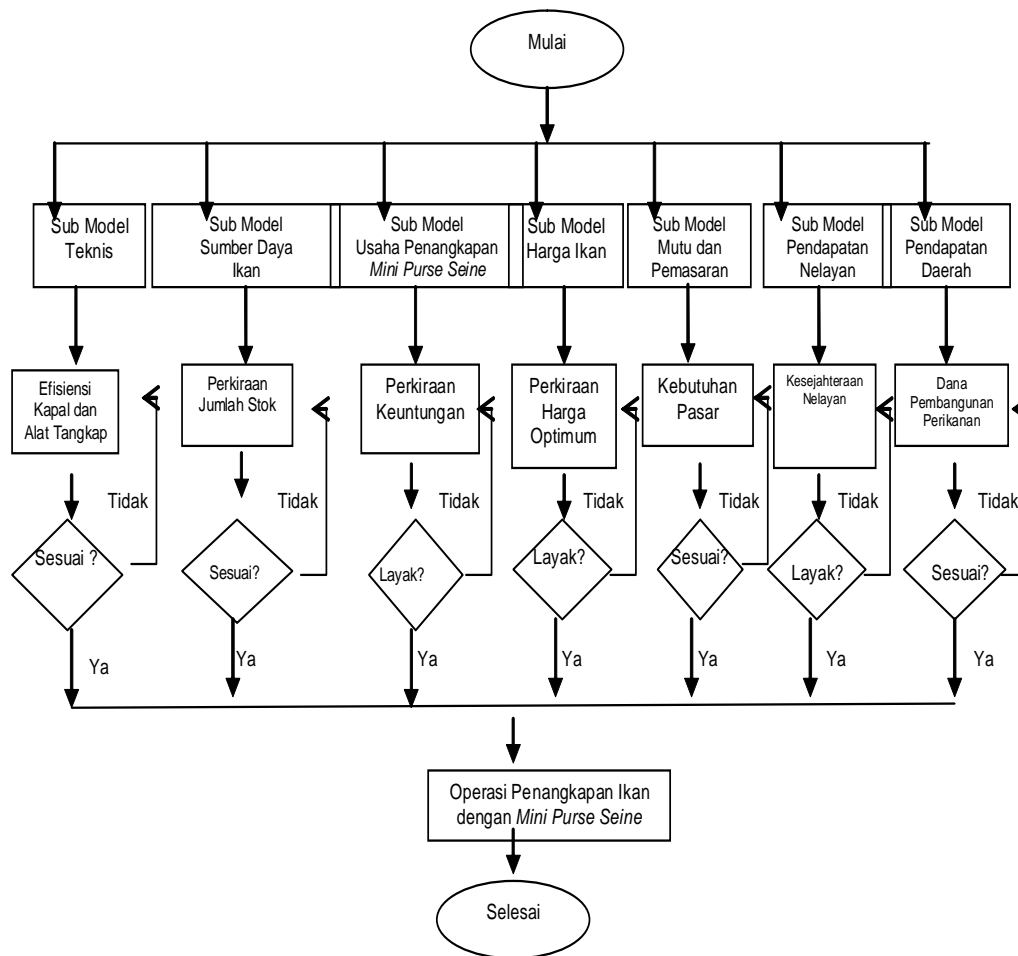 Mulai
Sub Model
Teknis
Sub Model
Sumber Daya
Ikan
Sub Model
Usaha Penangkapan
Mini Purse Seine
Sub Model
Harga Ikan
Sub Model
Mutu dan
Pemasaran
Sub Model
Pendapatan
Nelayan
Sub Model
Pendapatan
Daerah
Efisiensi
Kapal dan
Alat Tangkap
Perkiraan
Jumlah Stok
Perkiraan
Keuntungan
Perkiraan
Harga
Optimum
Kebutuhan
Pasar
Kesejahteraan
Nelayan
Dana
Pembangunan
Perikanan
Tidak
Tidak
Tidak
Tidak
Tidak
Tidak
Tidak
Sesuai ?
Sesuai?
Layak?
Layak?
Sesuai?
Layak?
Sesuai?
Ya
Ya
Ya
Ya
Ya
Ya
Ya
Operasi Penangkapan Ikan
dengan Mini Purse Seine
Selesai